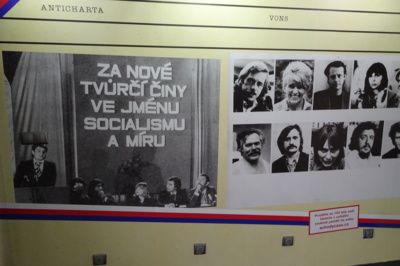 ANTICHARTA
VONS
ZA NOVÉ
TVŮRČÍ ČINY
VE JMÉNU
SOCIALISMU
A MÍRU